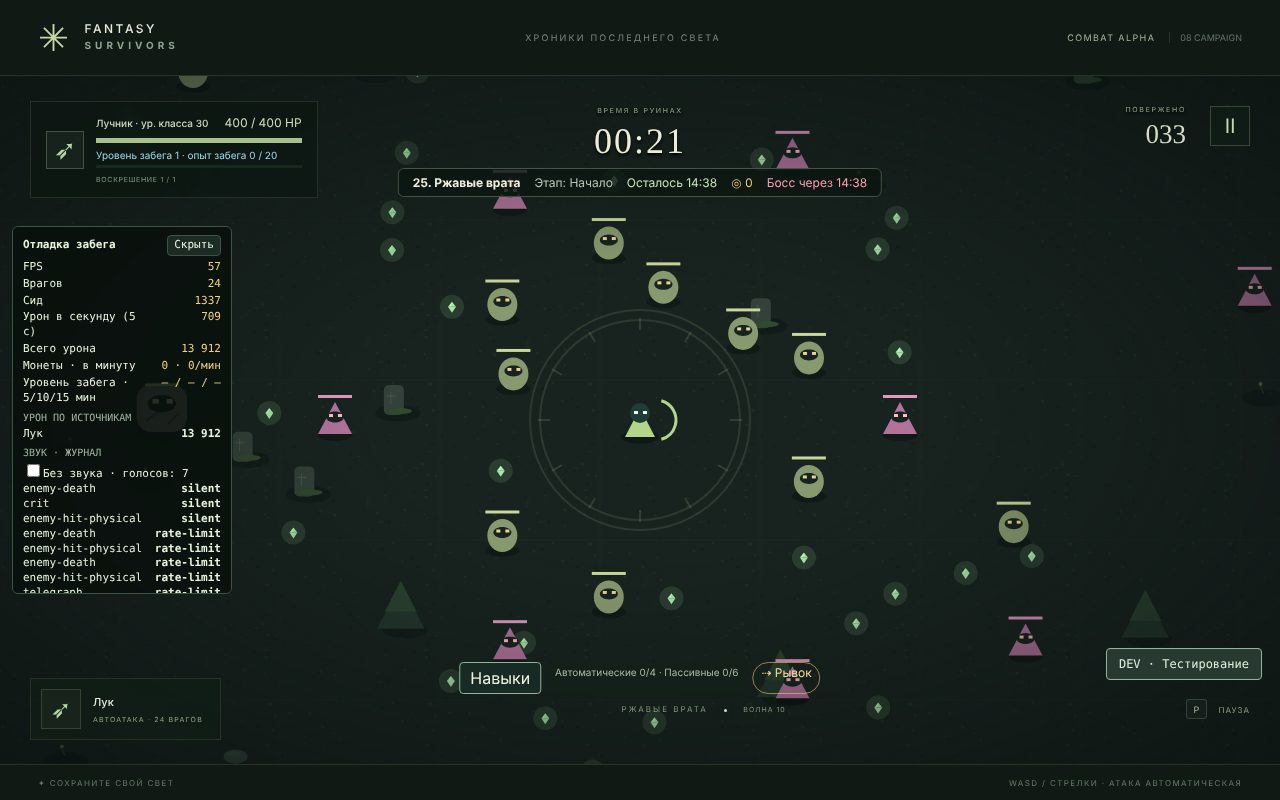 FANTASY
SURVIVORS
ХРОНИКИ ПОСЛЕДНЕГО СВЕТА
COMBAT ALPHA
08 CAMPAIGN
Лучник · ур. класса 30
400 / 400 HP
Уровень забега 1 · опыт забега 0 / 20
ВОСКРЕШЕНИЕ 1 / 1
ВРЕМЯ В РУИНАХ
00:21
ПОВЕРЖЕНО
033
25. Ржавые врата Этап: Начало Осталось 14:38 ◎ 0 Босс через 14:38
Отладка забега
Скрыть
FPS 57
Врагов 24
Сид 1337
Урон в секунду (5 709
с)
Всего урона 13 912
Монеты · в минуту 0 · 0/мин
Уровень забега · — / — / —
5/10/15 мин
УРОН ПО ИСТОЧНИКАМ
Лук 13 912
ЗВУК · ЖУРНАЛ
Без звука · голосов: 7
enemy-death silent
crit silent
enemy-hit-physical silent
enemy-death rate-limit
enemy-hit-physical rate-limit
enemy-death rate-limit
enemy-hit-physical rate-limit
telegraph rate-limit
Навыки
Автоматические 0/4 · Пассивные 0/6
⇢ Рывок
DEV · Тестирование
Лук
АВТОАТАКА · 24 ВРАГОВ
РЖАВЫЕ ВРАТА • ВОЛНА 10
P ПАУЗА
✦ СОХРАНИТЕ СВОЙ СВЕТ
WASD / СТРЕЛКИ · АТАКА АВТОМАТИЧЕСКАЯ